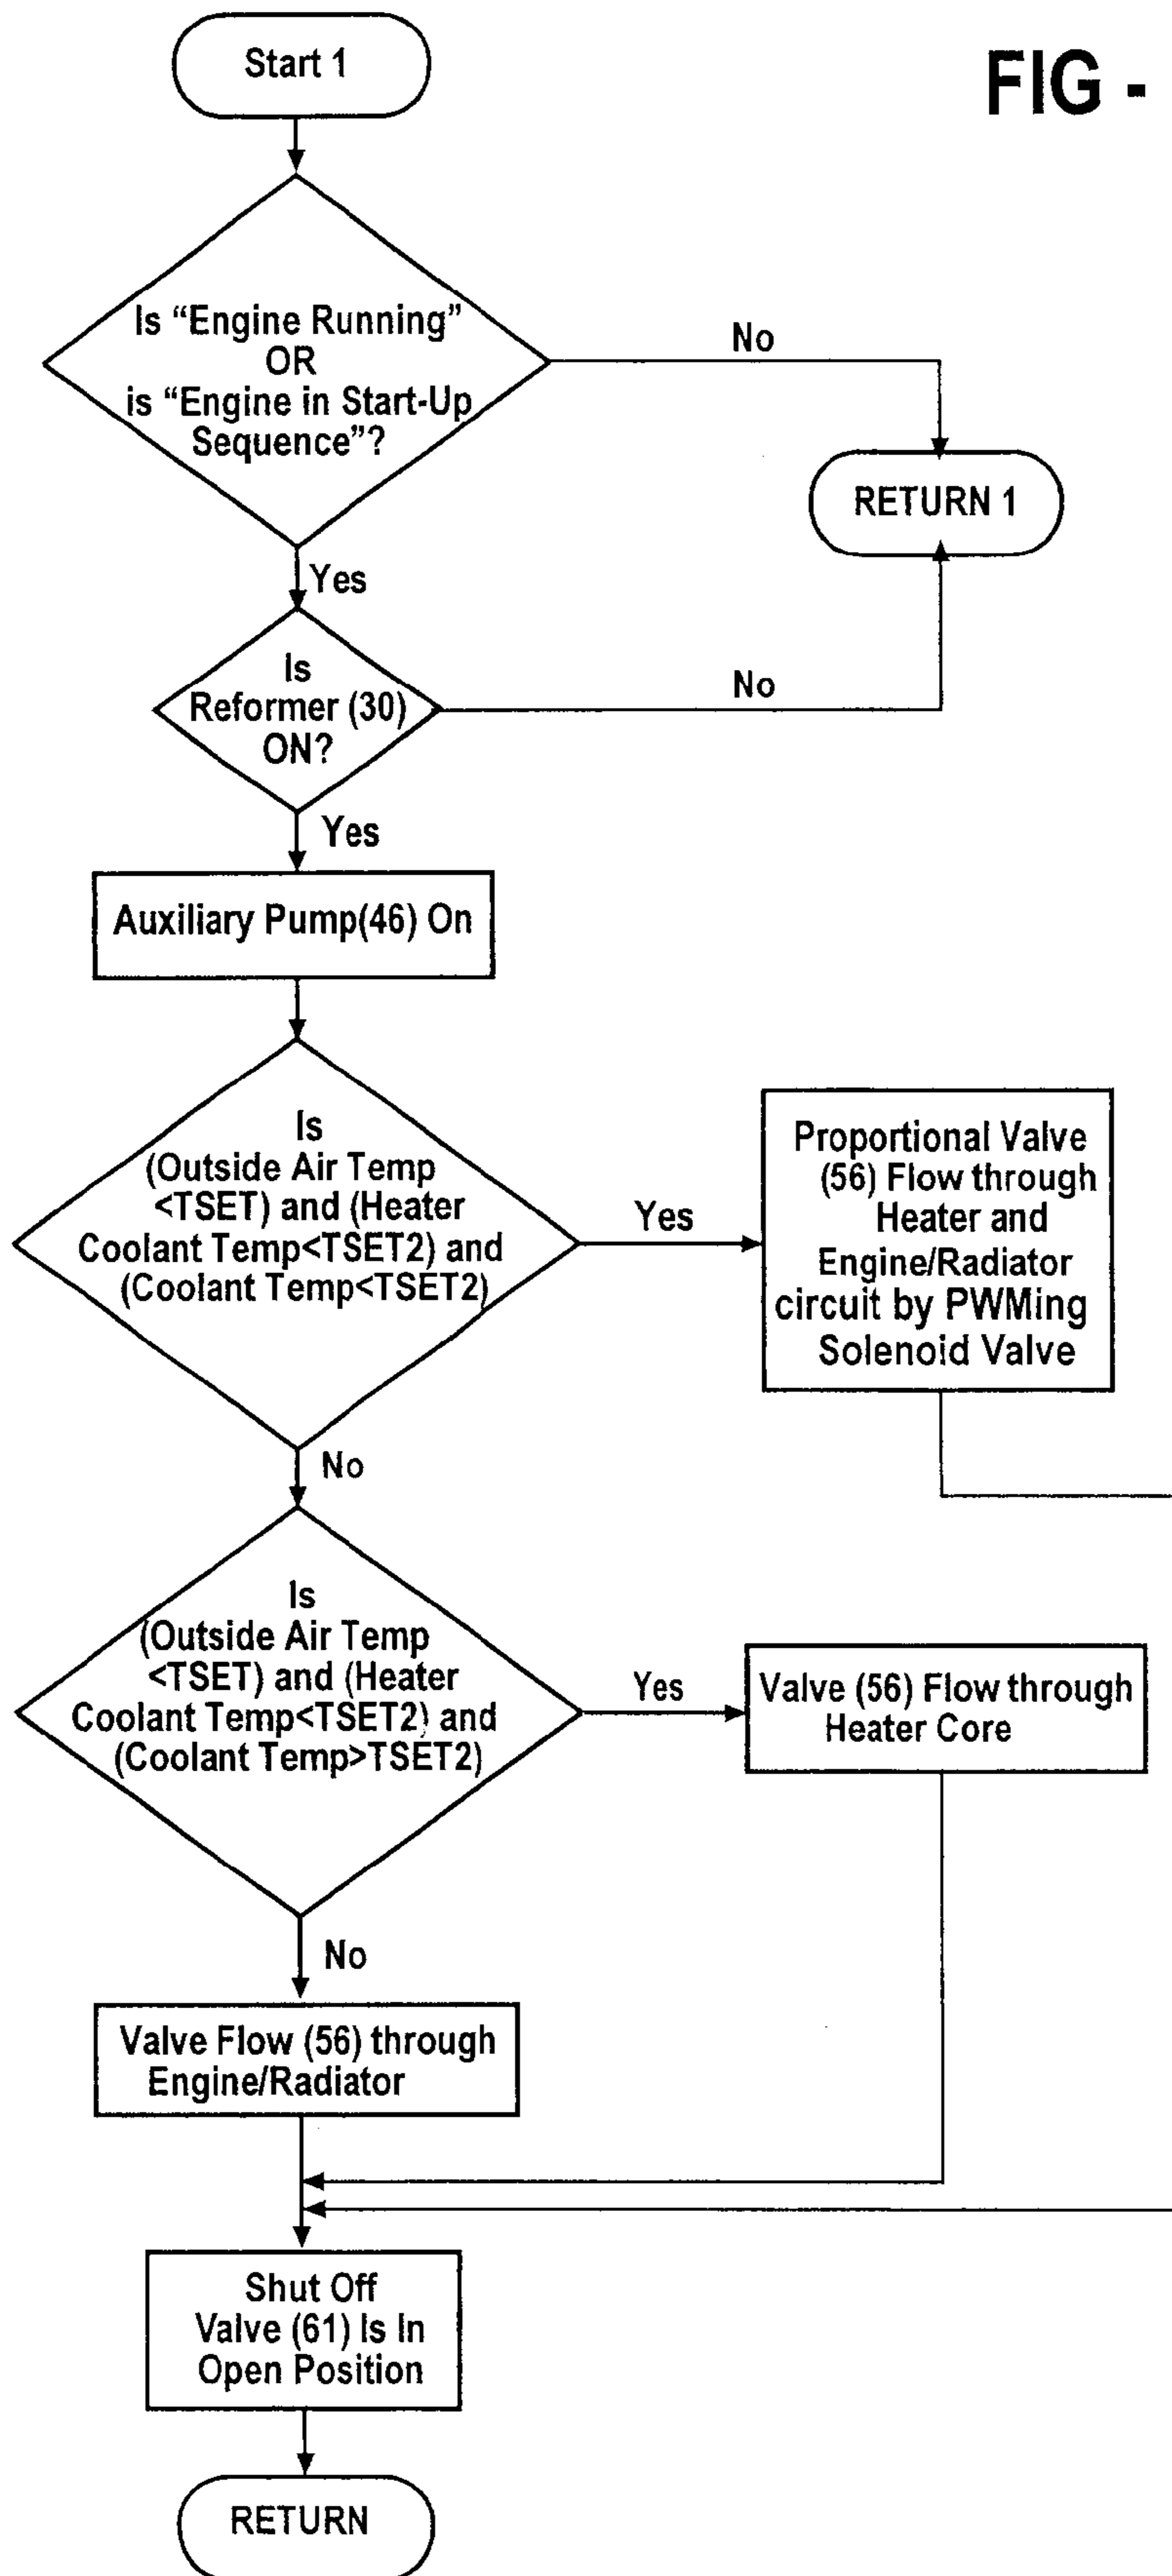 FIG -
Start 1
Is “Engine Running”
OR
is “Engine in Start-Up
Sequence”?
No
RETURN 1
Yes
Is
Reformer (30)
ON?
No
Yes
Auxiliary Pump(46) On
Is
(Outside Air Temp
<TSET) and (Heater
Coolant Temp<TSET2) and
(Coolant Temp<TSET2)
Yes
Proportional Valve
(56) Flow through
Heater and
Engine/Radiator
circuit by PWMing
Solenoid Valve
No
Is
(Outside Air Temp
<TSET) and (Heater
Coolant Temp<TSET2) and
(Coolant Temp>TSET2)
Yes
Valve (56) Flow through
Heater Core
No
Valve Flow (56) through
Engine/Radiator
Shut Off
Valve (61) Is In
Open Position
RETURN